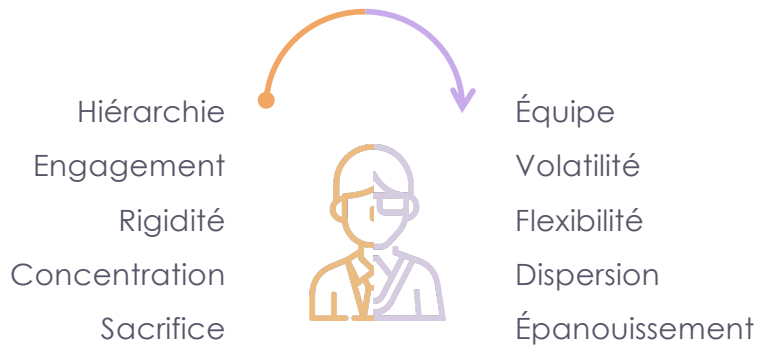 Hiérarchie
Équipe
Engagement
Volatilité
Rigidité
Flexibilité
Concentration
Dispersion
Sacrifice
Épanouissement